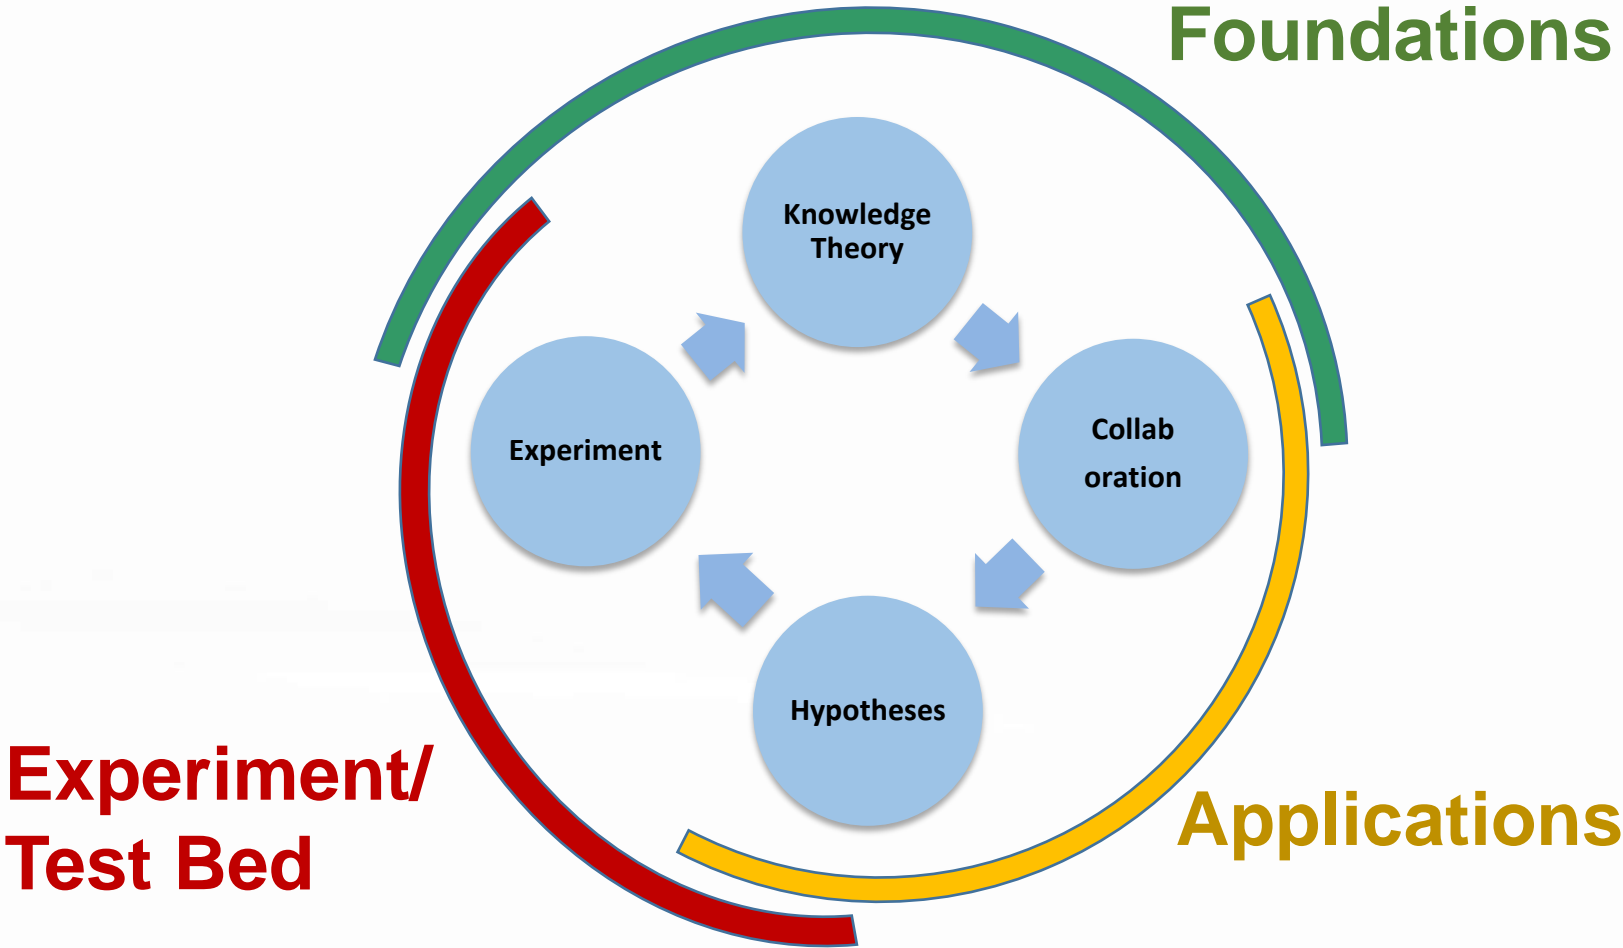 Foundations
Knowledge
Theory
Experiment
Collab
oration
Hypotheses
Experiment/
Test Bed
Applications